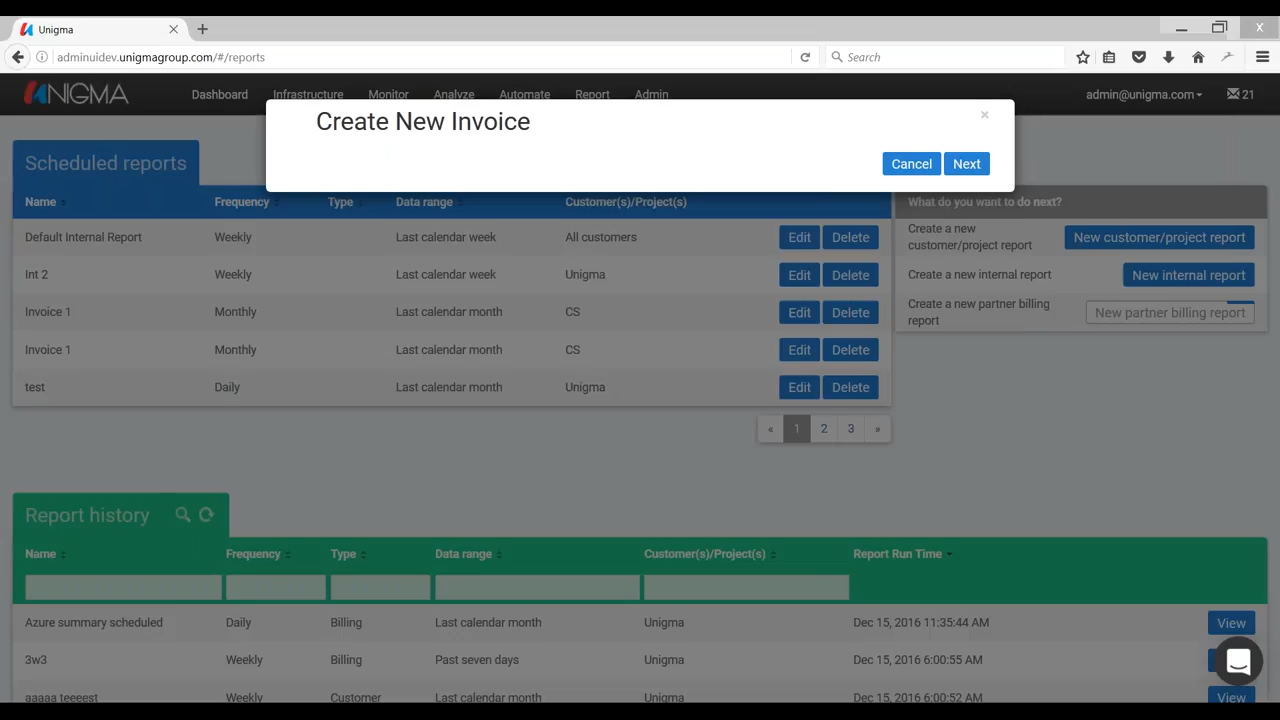 Unigma
adminuidev.unigmagroup.com/#/reports
Search
UNIGMA
Dashboard Infrastructure Monitor Analyze Automate Report Admin
admin@unigma.com 21
Create New Invoice
×
Cancel Next
Scheduled reports
Name Frequency Type Data range Customer(s)/Project(s)
Default Internal Report Weekly Last calendar week All customers Edit Delete
Int 2 Weekly Last calendar week Unigma Edit Delete
Invoice 1 Monthly Last calendar month CS Edit Delete
Invoice 1 Monthly Last calendar month CS Edit Delete
test Daily Last calendar month Unigma Edit Delete
« 1 2 3 »
What do you want to do next?
Create a new
customer/project report
New customer/project report
Create a new internal report New internal report
Create a new partner billing
report
New partner billing report
Report history
Name Frequency Type Data range Customer(s)/Project(s) Report Run Time
Azure summary scheduled Daily Billing Last calendar month Unigma Dec 15, 2016 11:35:44 AM View
3w3 Weekly Billing Past seven days Unigma Dec 15, 2016 6:00:55 AM
aaaaa teeeest Weekly Customer Last calendar month Unigma Dec 15, 2016 6:00:52 AM View